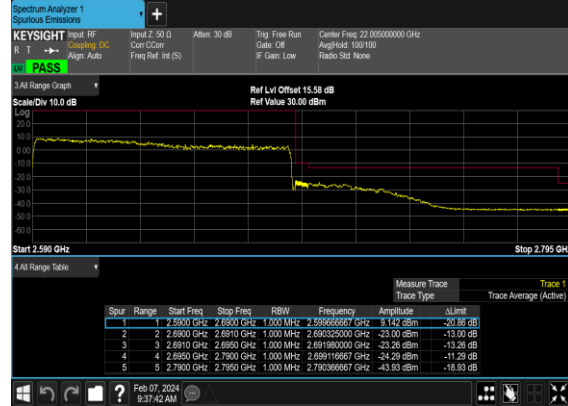 Spectrum Analyzer 1
Spurious Emissions
KEYSIGHT Input: RF Input Z: 50 Ω Atten: 30 dB Trig: Free Run Center Freq: 22.005000000 GHz
R T Coupling: DC Corr CCorr Gate: Off Avg|Hold: 100/100
Align: Auto Freq Ref: Int (S) IF Gain: Low Radio Std: None
PASS
3 All Range Graph
Ref Lvl Offset 15.58 dB
Scale/Div 10.0 dB Ref Value 30.00 dBm
Log
20.0
10.0
0.00
-10.0
-20.0
-30.0
-40.0
-50.0
-60.0
Start 2.590 GHz Stop 2.795 GH
4 All Range Table
Measure Trace Trace 1
Trace Type Trace Average (Active)
Spur Range Start Freq Stop Freq RBW Frequency Amplitude ΔLimit
1 1 2.5900 GHz 2.6900 GHz 1.000 MHz 2.599666667 GHz 9.142 dBm -20.86 dB
2 2 2.6900 GHz 2.6910 GHz 1.000 MHz 2.690325000 GHz -23.00 dBm -13.00 dB
3 3 2.6910 GHz 2.6950 GHz 1.000 MHz 2.691980000 GHz -23.26 dBm -13.26 dB
4 4 2.6950 GHz 2.7900 GHz 1.000 MHz 2.699116667 GHz -24.29 dBm -11.29 dB
5 5 2.7900 GHz 2.7950 GHz 1.000 MHz 2.790366667 GHz -43.93 dBm -18.93 dB
Feb 07, 2024
9:37:42 AM